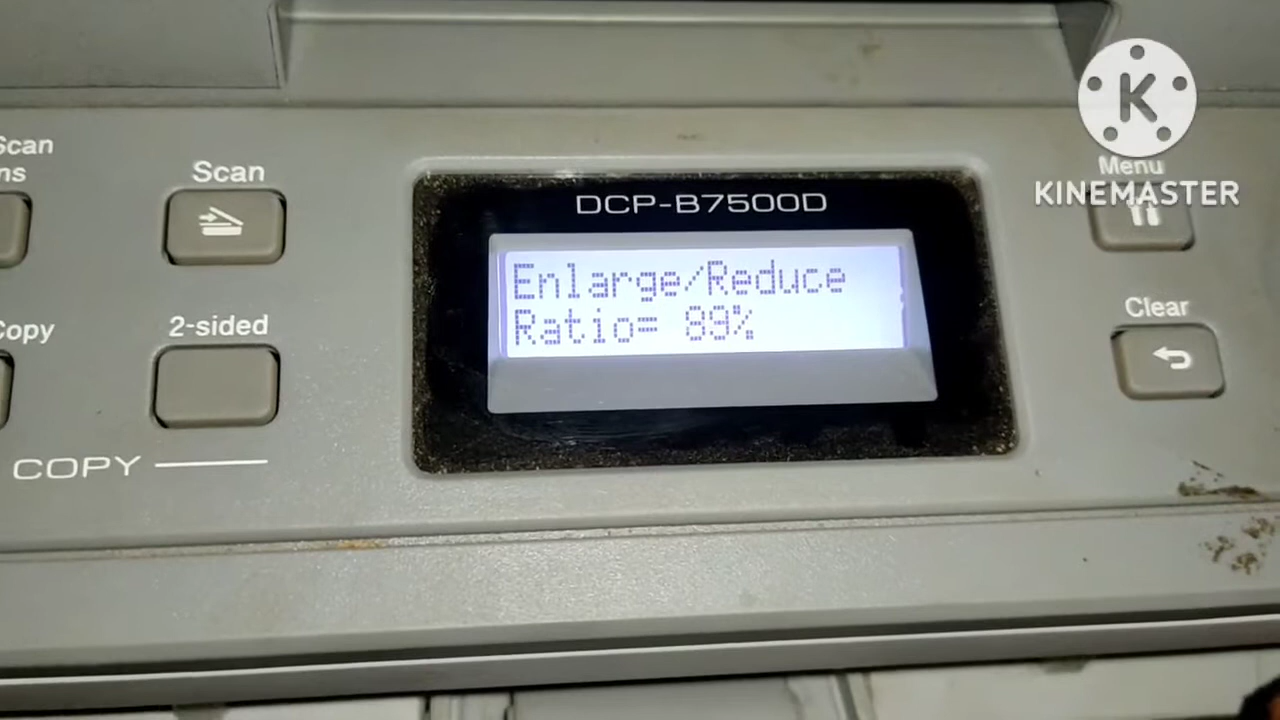 Scan
ns
Scan
DCP-B7500D
Enlarge/Reduce
Ratio= 89%
Menu
KINEMASTER
Copy
2-sided
Clear
COPY